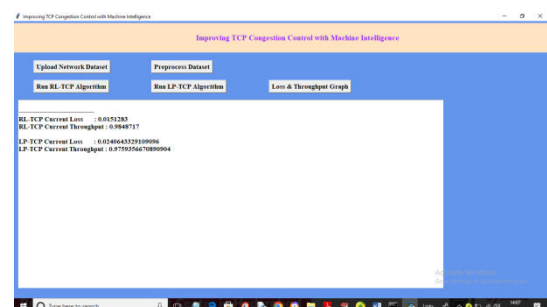 Improving TCP Congestion Control with Machine Intelligence
Improving TCP Congestion Control with Machine Intelligence
Upload Network Dataset
Preprocess Dataset
Run RL-TCP Algorithm
Run LP-TCP Algorithm
Loss & Throughput Graph
RL-TCP Current Loss : 0.0151283
RL-TCP Current Throughput : 0.9848717
LP-TCP Current Loss : 0.0240643329109096
LP-TCP Current Throughput : 0.9759356670890904
Activate Windows
Type here to search
Links
14:07